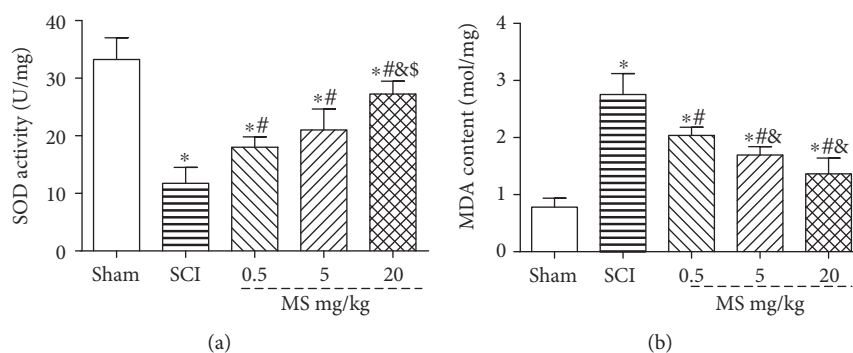 SOD activity (U/mg)
40
30
20
10
0
*
*#
*#
*#&$
Sham SCI 0.5 5 20
MS mg/kg
(a)
MDA content (mol/mg)
4
3
2
1
0
*
*#
*#&
*#&
Sham SCI 0.5 5 20
MS mg/kg
(b)